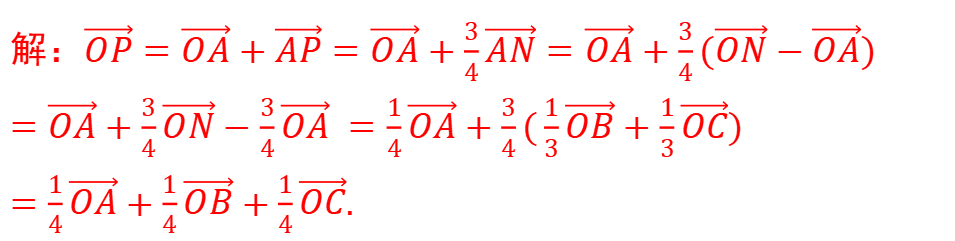 解：$\overrightarrow{OP}=\overrightarrow{OA}+\overrightarrow{AP}=\overrightarrow{OA}+\frac{3}{4}\overrightarrow{AN}=\overrightarrow{OA}+\frac{3}{4}(\overrightarrow{ON}-\overrightarrow{OA})$
$=\overrightarrow{OA}+\frac{3}{4}\overrightarrow{ON}-\frac{3}{4}\overrightarrow{OA}=\frac{1}{4}\overrightarrow{OA}+\frac{3}{4}(\frac{1}{3}\overrightarrow{OB}+\frac{1}{3}\overrightarrow{OC})$
$=\frac{1}{4}\overrightarrow{OA}+\frac{1}{4}\overrightarrow{OB}+\frac{1}{4}\overrightarrow{OC}.$